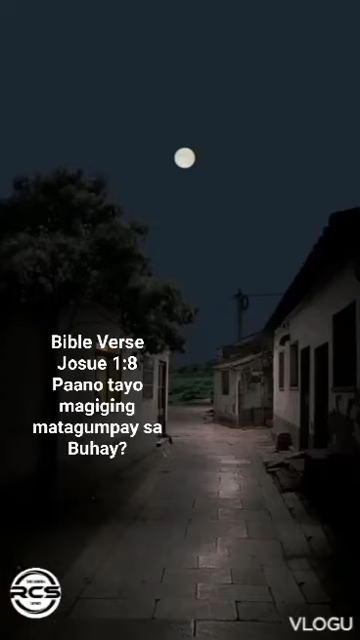 Bible Verse
Josue 1:8
Paano tayo
magiging
matagumpay sa
Buhay?
RCS
VLOGU